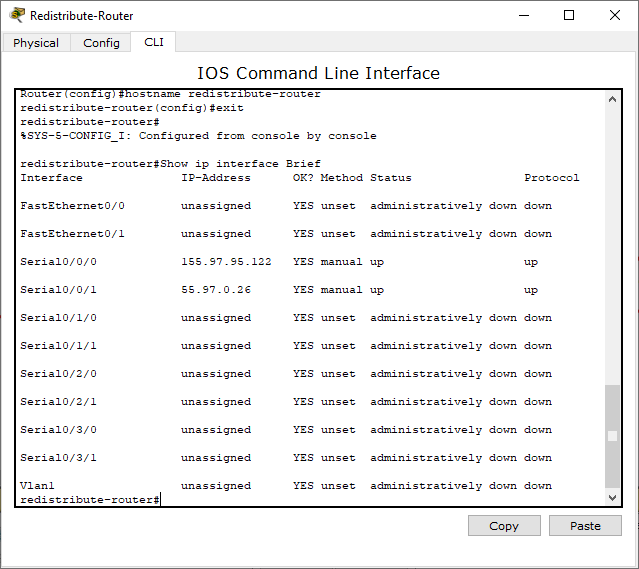 Redistribute-Router
Physical Config CLI
IOS Command Line Interface
Router(config)#hostname redistribute-router
redistribute-router(config)#exit
redistribute-router#
%SYS-5-CONFIG_I: Configured from console by console
redistribute-router#Show ip interface Brief
Interface IP-Address OK? Method Status Protocol
FastEthernet0/0 unassigned YES unset administratively down down
FastEthernet0/1 unassigned YES unset administratively down down
Serial0/0/0 155.97.95.122 YES manual up up
Serial0/0/1 55.97.0.26 YES manual up up
Serial0/1/0 unassigned YES unset administratively down down
Serial0/1/1 unassigned YES unset administratively down down
Serial0/2/0 unassigned YES unset administratively down down
Serial0/2/1 unassigned YES unset administratively down down
Serial0/3/0 unassigned YES unset administratively down down
Serial0/3/1 unassigned YES unset administratively down down
Vlan1 unassigned YES unset administratively down down
redistribute-router#
Copy Paste